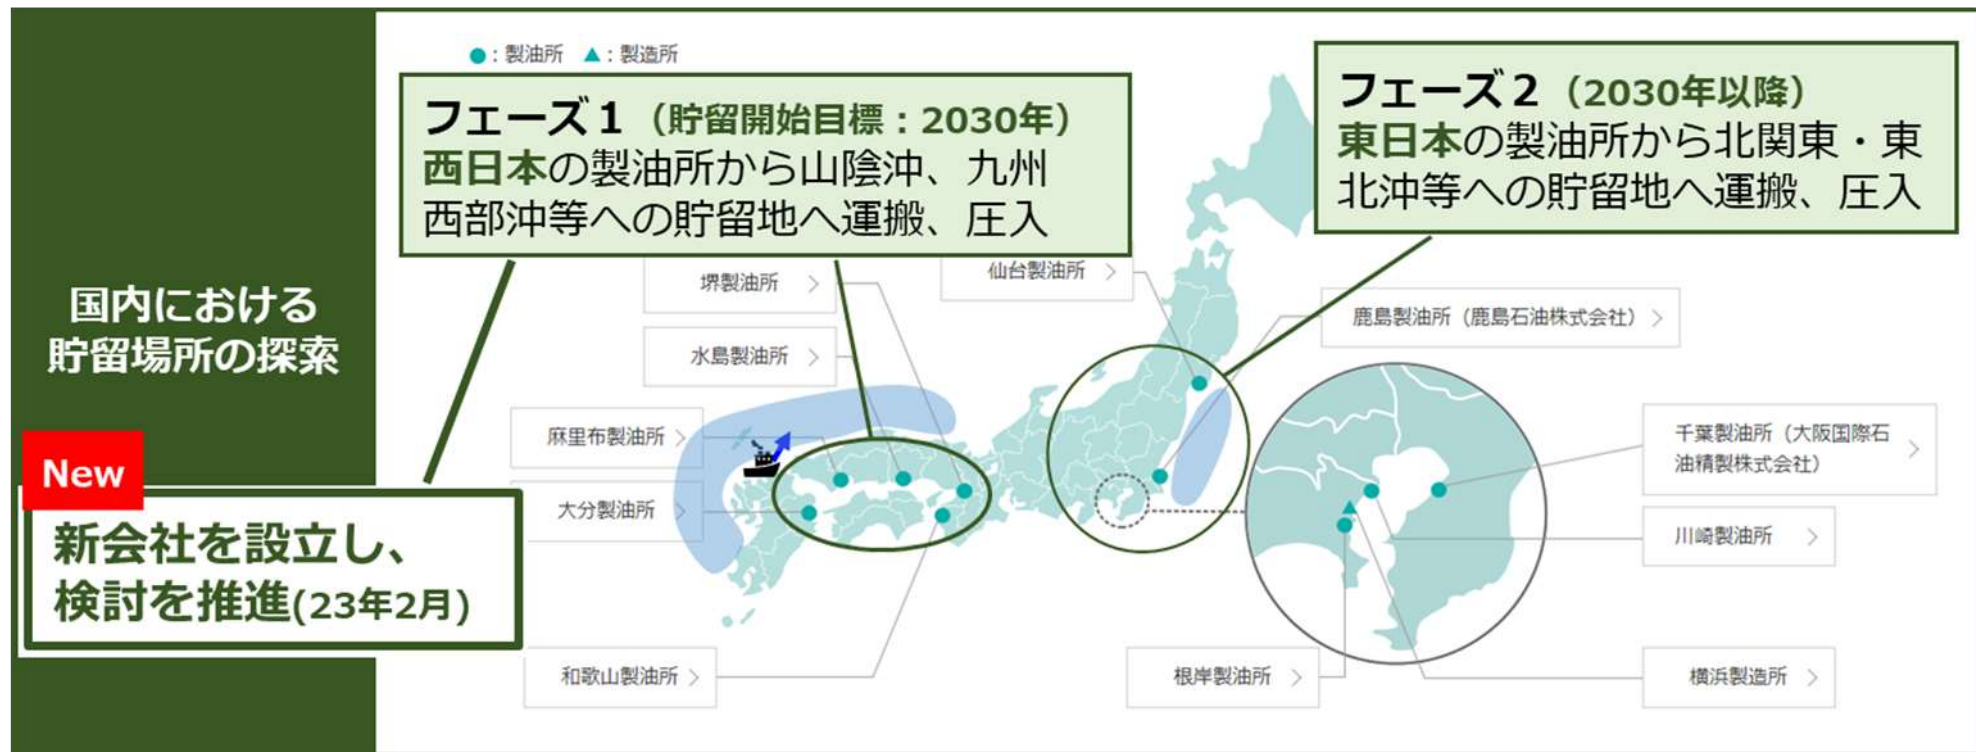 ●：製油所 ▲：製造所
フェーズ１（貯留開始目標：2030年）
西日本の製油所から山陰沖、九州
西部沖等への貯留地へ運搬、圧入
フェーズ２（2030年以降）
東日本の製油所から北関東・東
北沖等への貯留地へ運搬、圧入
国内における
貯留場所の探索
New
新会社を設立し、
検討を推進(23年2月)
堺製油所 >
水島製油所 >
麻里布製油所 >
大分製油所 >
和歌山製油所 >
仙台製油所 >
鹿島製油所（鹿島石油株式会社） >
千葉製油所（大阪国際石
油精製株式会社） >
川崎製油所 >
根岸製油所 >
横浜製造所 >